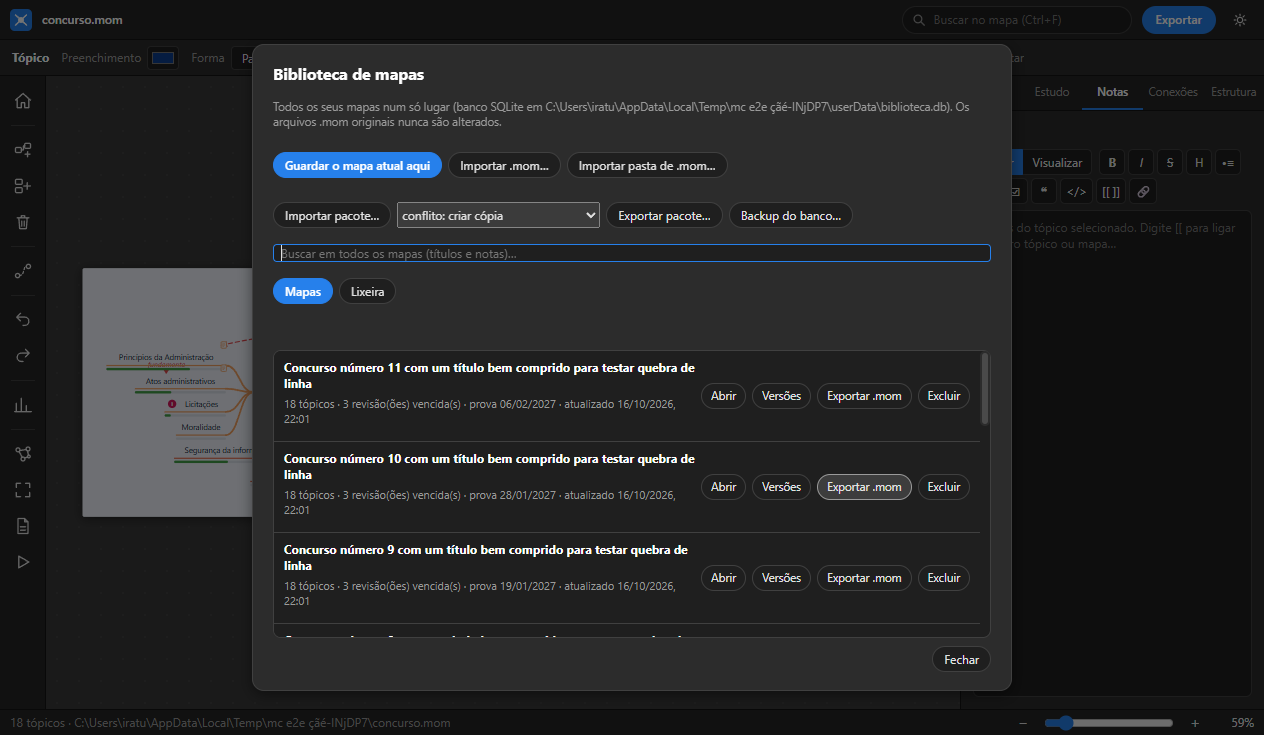 concurso.mom
Buscar no mapa (Ctrl+F)
Exportar
Tópico
Preenchimento
Forma
Estudo
Notas
Conexões
Estrutura
Visualizar
B
I
S
H
</>
[[ ]]
do tópico selecionado. Digite [[ para ligar
tópico ou mapa...
Biblioteca de mapas
Todos os seus mapas num só lugar (banco SQLite em C:\Users\iratu\AppData\Local\Temp\mc e2e çãé-INjDP7\userData\biblioteca.db). Os
arquivos .mom originais nunca são alterados.
Guardar o mapa atual aqui
Importar .mom...
Importar pasta de .mom...
Importar pacote...
conflito: criar cópia
Exportar pacote...
Backup do banco...
Buscar em todos os mapas (títulos e notas)...
Mapas
Lixeira
Concurso número 11 com um título bem comprido para testar quebra de
linha
18 tópicos · 3 revisão(ões) vencida(s) · prova 06/02/2027 · atualizado 16/10/2026,
22:01
Abrir
Versões
Exportar .mom
Excluir
Concurso número 10 com um título bem comprido para testar quebra de
linha
18 tópicos · 3 revisão(ões) vencida(s) · prova 28/01/2027 · atualizado 16/10/2026,
22:01
Abrir
Versões
Exportar .mom
Excluir
Concurso número 9 com um título bem comprido para testar quebra de
linha
18 tópicos · 3 revisão(ões) vencida(s) · prova 19/01/2027 · atualizado 16/10/2026,
22:01
Abrir
Versões
Exportar .mom
Excluir
Fechar
Princípios da Administração
fundamenta
Atos administrativos
Licitações
Moralidade
Segurança da inform
18 tópicos · C:\Users\iratu\AppData\Local\Temp\mc e2e çãé-INjDP7\concurso.mom
59%